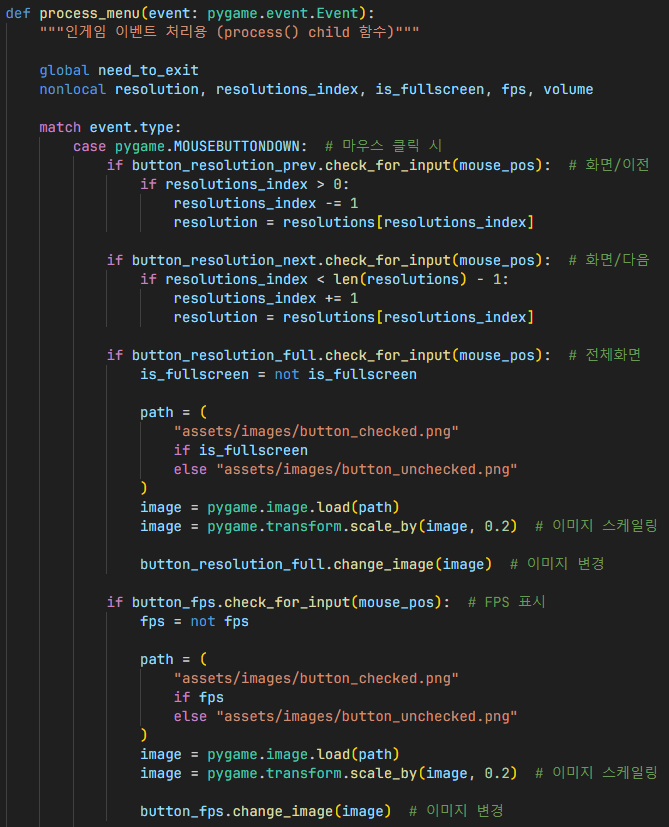 def process_menu(event: pygame.event.Event):
    """인게임 이벤트 처리용 (process() child 함수)"""

    global need_to_exit
    nonlocal resolution, resolutions_index, is_fullscreen, fps, volume

    match event.type:
        case pygame.MOUSEBUTTONDOWN:  # 마우스 클릭 시
            if button_resolution_prev.check_for_input(mouse_pos):  # 화면/이전
                if resolutions_index > 0:
                    resolutions_index -= 1
                    resolution = resolutions[resolutions_index]

            if button_resolution_next.check_for_input(mouse_pos):  # 화면/다음
                if resolutions_index < len(resolutions) - 1:
                    resolutions_index += 1
                    resolution = resolutions[resolutions_index]

            if button_resolution_full.check_for_input(mouse_pos):  # 전체화면
                is_fullscreen = not is_fullscreen

                path = (
                    "assets/images/button_checked.png"
                    if is_fullscreen
                    else "assets/images/button_unchecked.png"
                )
                image = pygame.image.load(path)
                image = pygame.transform.scale_by(image, 0.2)  # 이미지 스케일링

                button_resolution_full.change_image(image)  # 이미지 변경

            if button_fps.check_for_input(mouse_pos):  # FPS 표시
                fps = not fps

                path = (
                    "assets/images/button_checked.png"
                    if fps
                    else "assets/images/button_unchecked.png"
                )
                image = pygame.image.load(path)
                image = pygame.transform.scale_by(image, 0.2)  # 이미지 스케일링

                button_fps.change_image(image)  # 이미지 변경